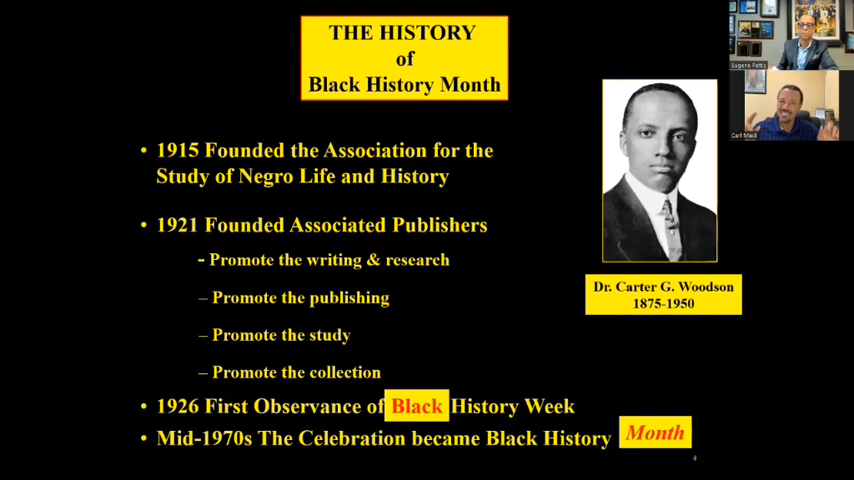 THE HISTORY
of
Black History Month
Eugene Pettis
Carl Mack
• 1915 Founded the Association for the
Study of Negro Life and History
• 1921 Founded Associated Publishers
- Promote the writing & research
– Promote the publishing
– Promote the study
– Promote the collection
Dr. Carter G. Woodson
1875-1950
• 1926 First Observance of Black History Week
• Mid-1970s The Celebration became Black History Month
4